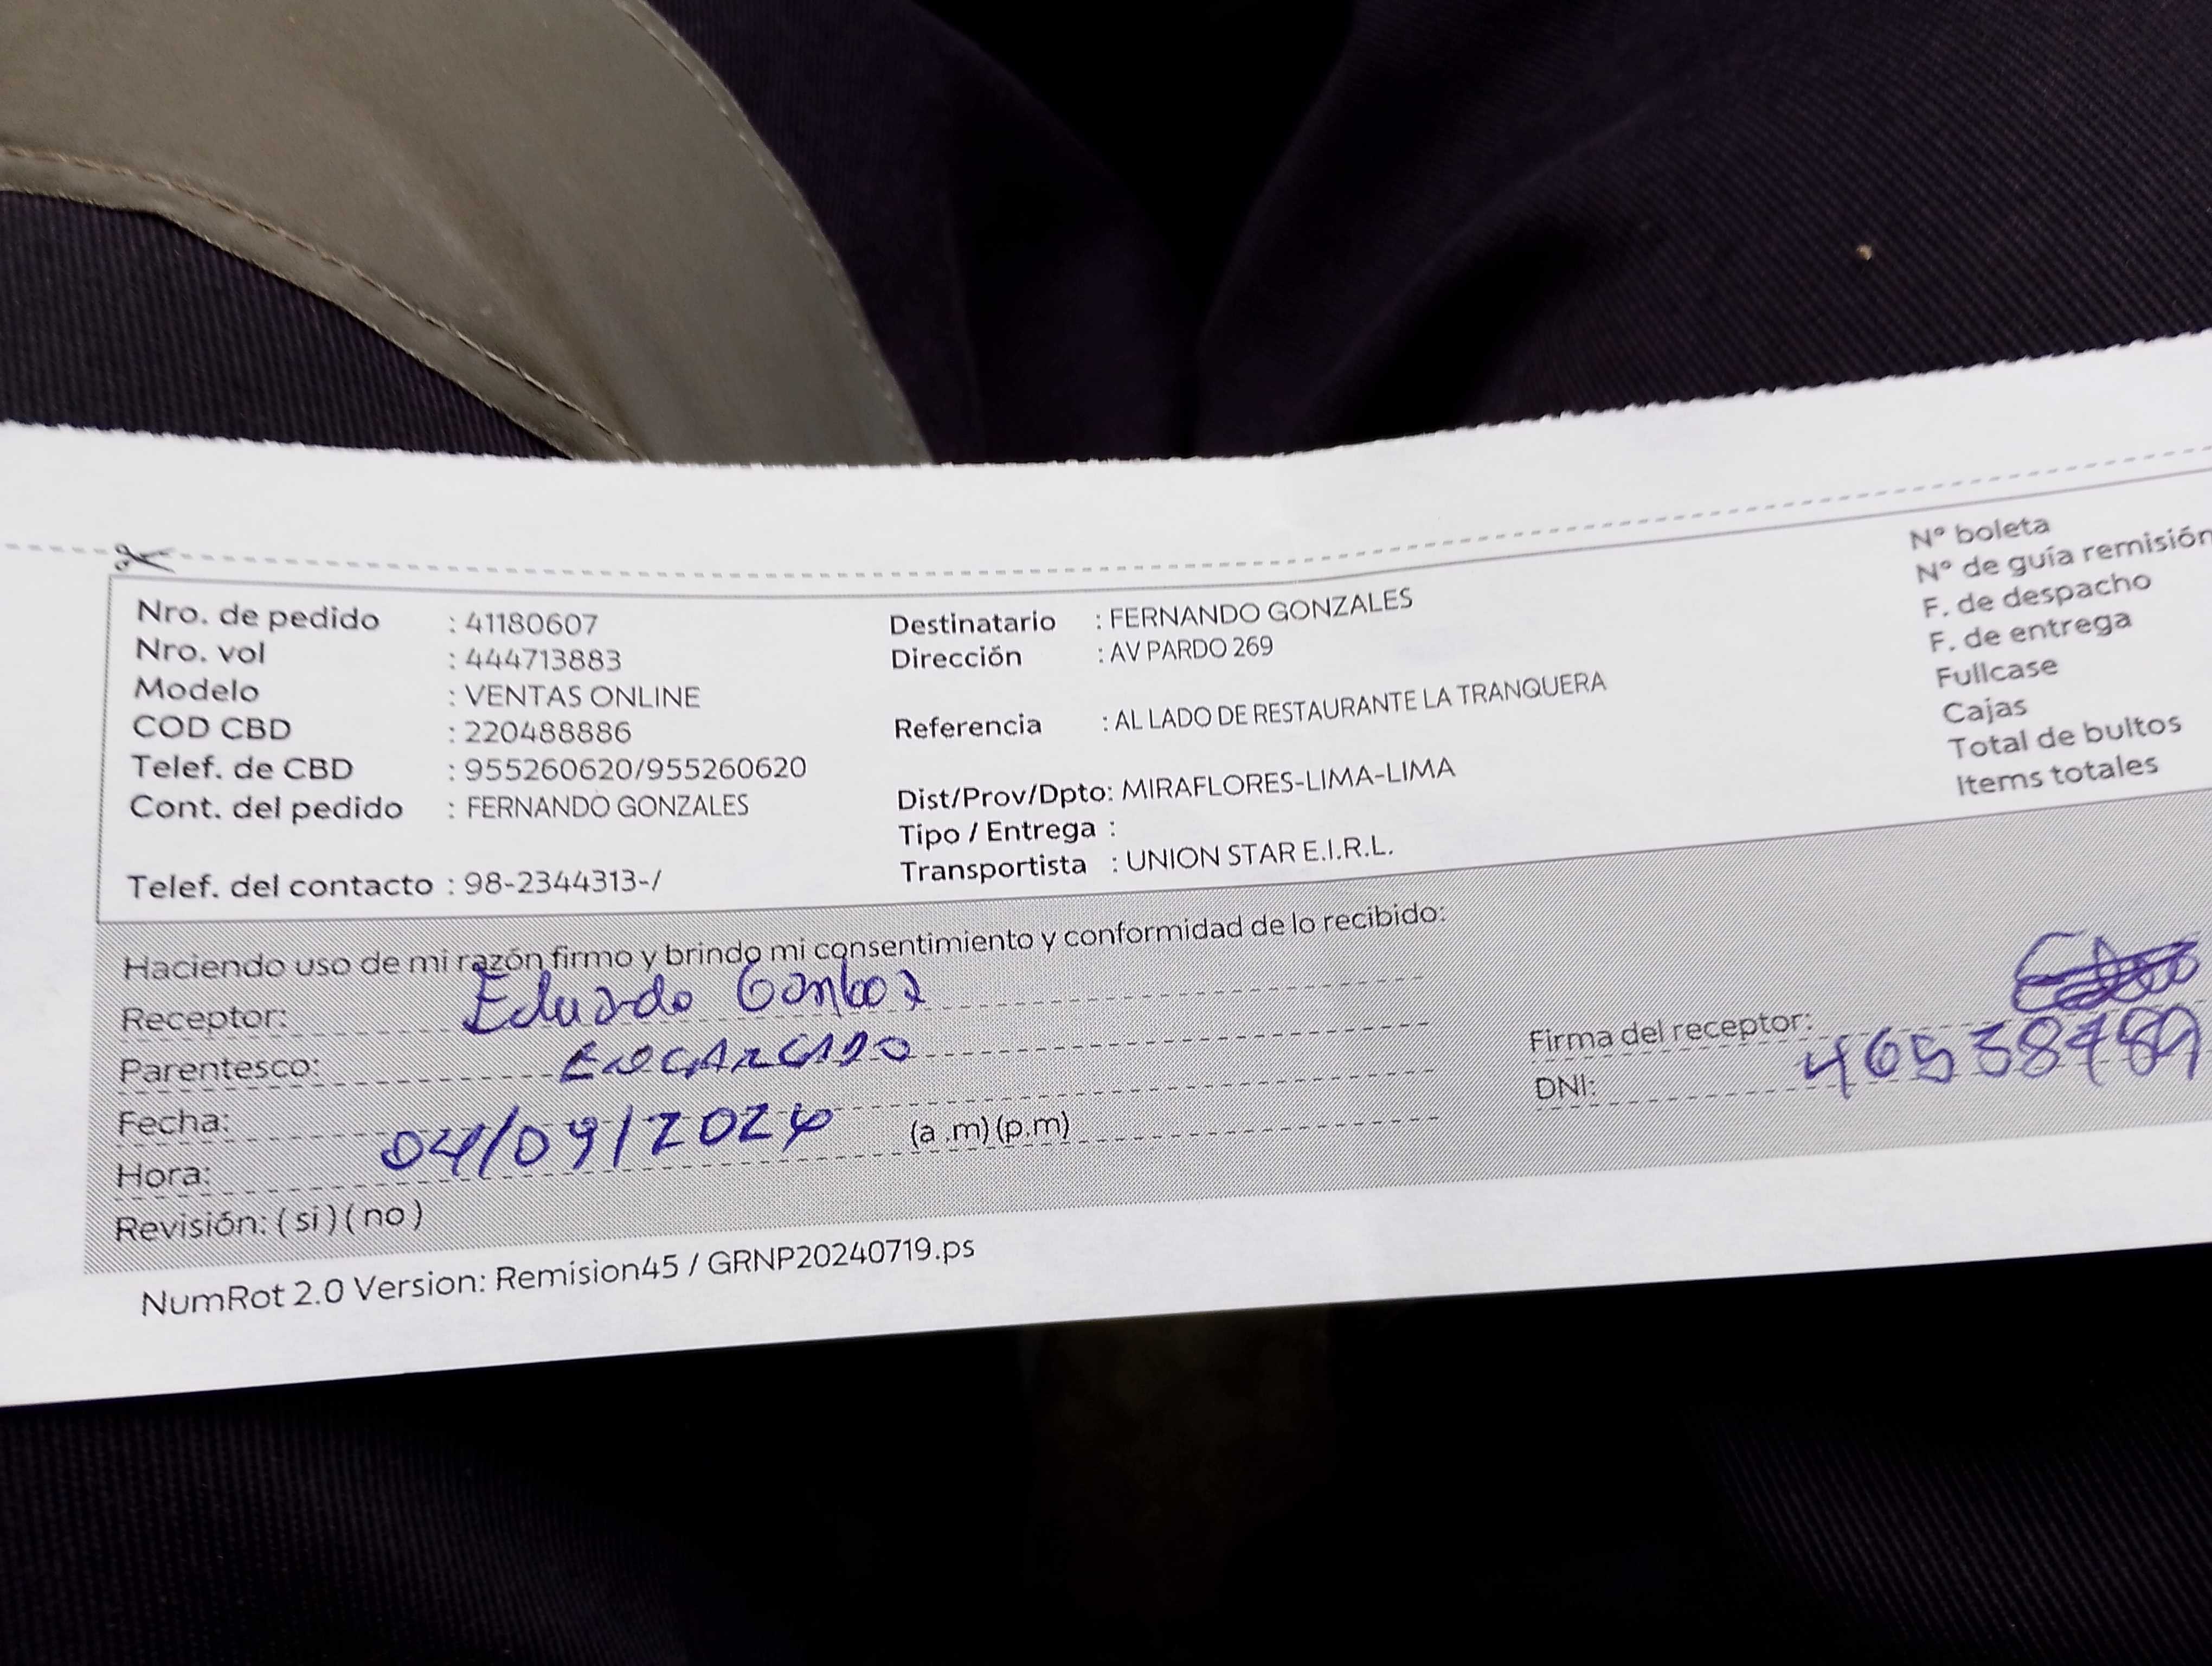 Nro. de pedido : 41180607
Nro. vol : 444713883
Modelo : VENTAS ONLINE
COD CBD : 220488886
Telef. de CBD : 955260620/955260620
Cont. del pedido : FERNANDO GONZALES
Telef. del contacto : 98-2344313-/
Destinatario : FERNANDO GONZALES
Dirección : AV PARDO 269
Referencia : AL LADO DE RESTAURANTE LA TRANQUERA
Dist/Prov/Dpto: MIRAFLORES-LIMA-LIMA
Tipo / Entrega :
Transportista : UNION STAR E.I.R.L.
N° boleta
N° de guía remisión
F. de despacho
F. de entrega
Fullcase
Cajas
Total de bultos
Items totales
Haciendo uso de mi razón firmo y brindo mi consentimiento y conformidad de lo recibido:
Receptor: Eduardo Gamboa
Parentesco: ENCARGADO
Fecha: 04/09/2024
Hora: (a .m) (p.m)
Revisión: ( si ) ( no )
Firma del receptor:
DNI:
NumRot 2.0 Version: Remision45 / GRNP20240719.ps